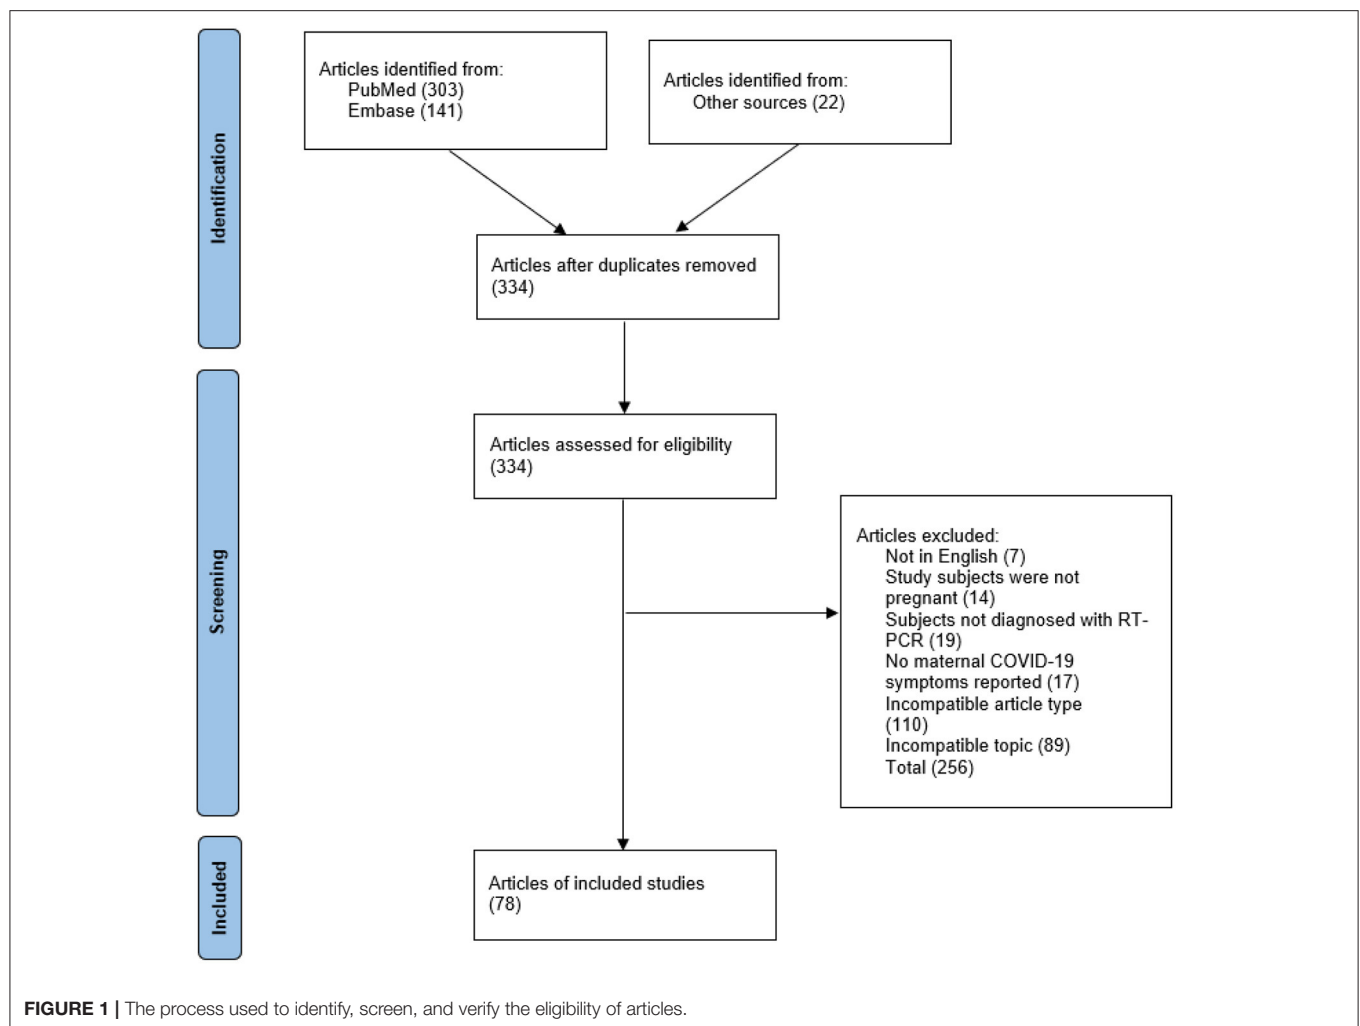 Identification
Articles identified from:
PubMed (303)
Embase (141)
Articles identified from:
Other sources (22)
Articles after duplicates removed
(334)
Screening
Articles assessed for eligibility
(334)
Articles excluded:
Not in English (7)
Study subjects were not
pregnant (14)
Subjects not diagnosed with RT-
PCR (19)
No maternal COVID-19
symptoms reported (17)
Incompatible article type
(110)
Incompatible topic (89)
Total (256)
Included
Articles of included studies
(78)
FIGURE 1 | The process used to identify, screen, and verify the eligibility of articles.